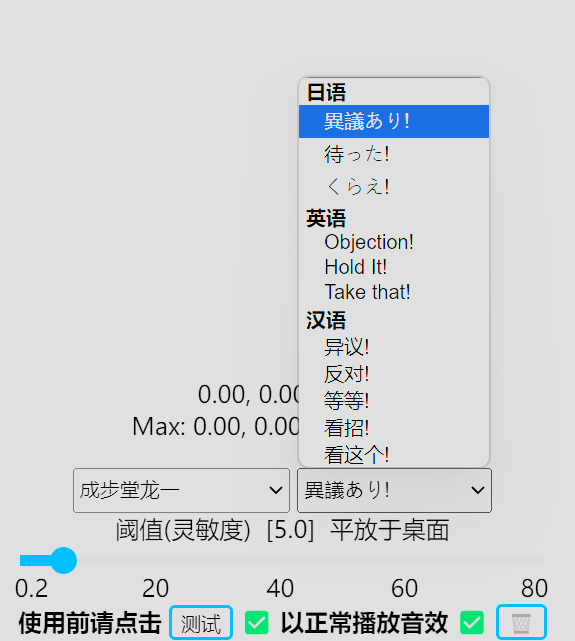 日语
異議あり!
待った!
くらえ!
英语
Objection!
Hold It!
Take that!
汉语
异议!
反对!
等等!
看招!
看这个!
0.00, 0.00
Max: 0.00, 0.00
成步堂龙一 異議あり!
阈值(灵敏度) [5.0] 平放于桌面
0.2 20 40 60 80
使用前请点击 测试 ✅ 以正常播放音效 ✅ 🗑